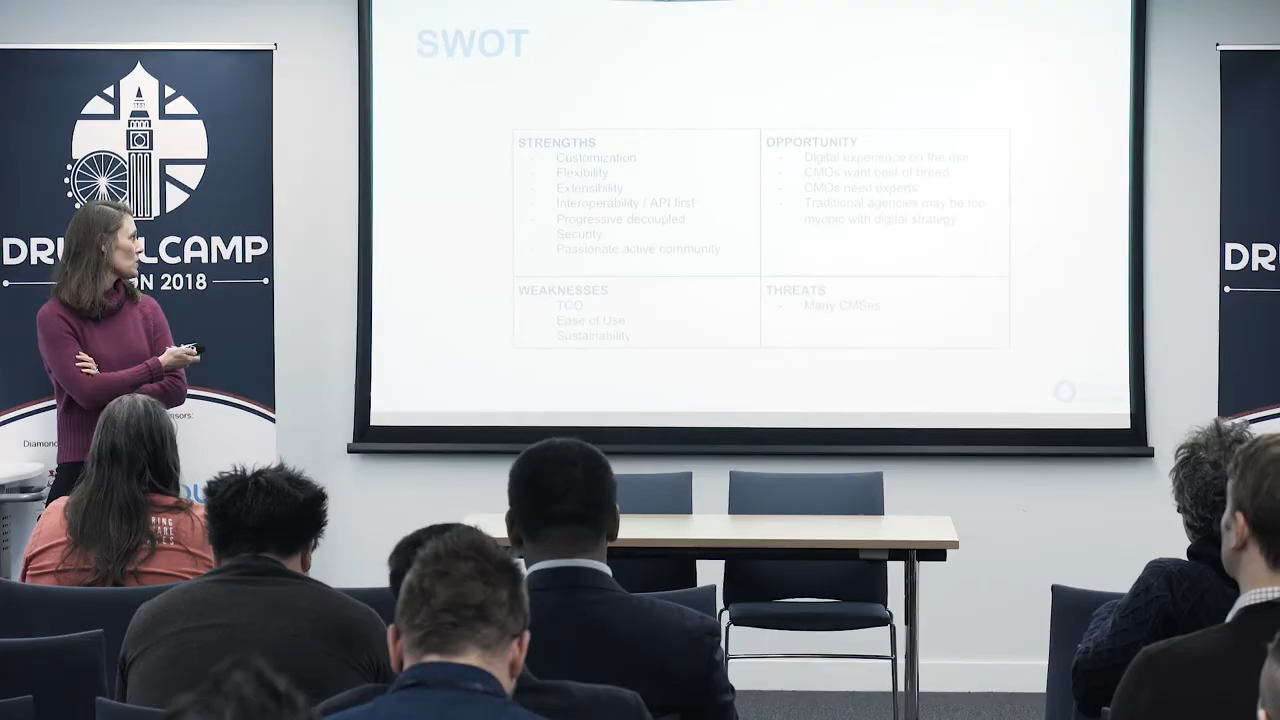 SWOT
STRENGTHS
- Customization
- Flexibility
- Extensibility
- Interoperability / API first
- Progressive decoupled
- Security
- Passionate active community
OPPORTUNITY
- Digital experience on the rise
- CMOs want best of breed
- CMOs need experts
- Traditional agencies may be too
myopic with digital strategy
WEAKNESSES
TCO
Ease of Use
Sustainability
THREATS
- Many CMSes
LCAMP
2018
Diamon